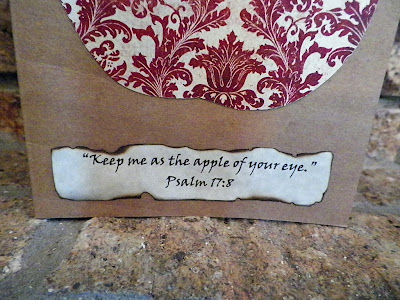 “Keep me as the apple of your eye.”
Psalm 17:8